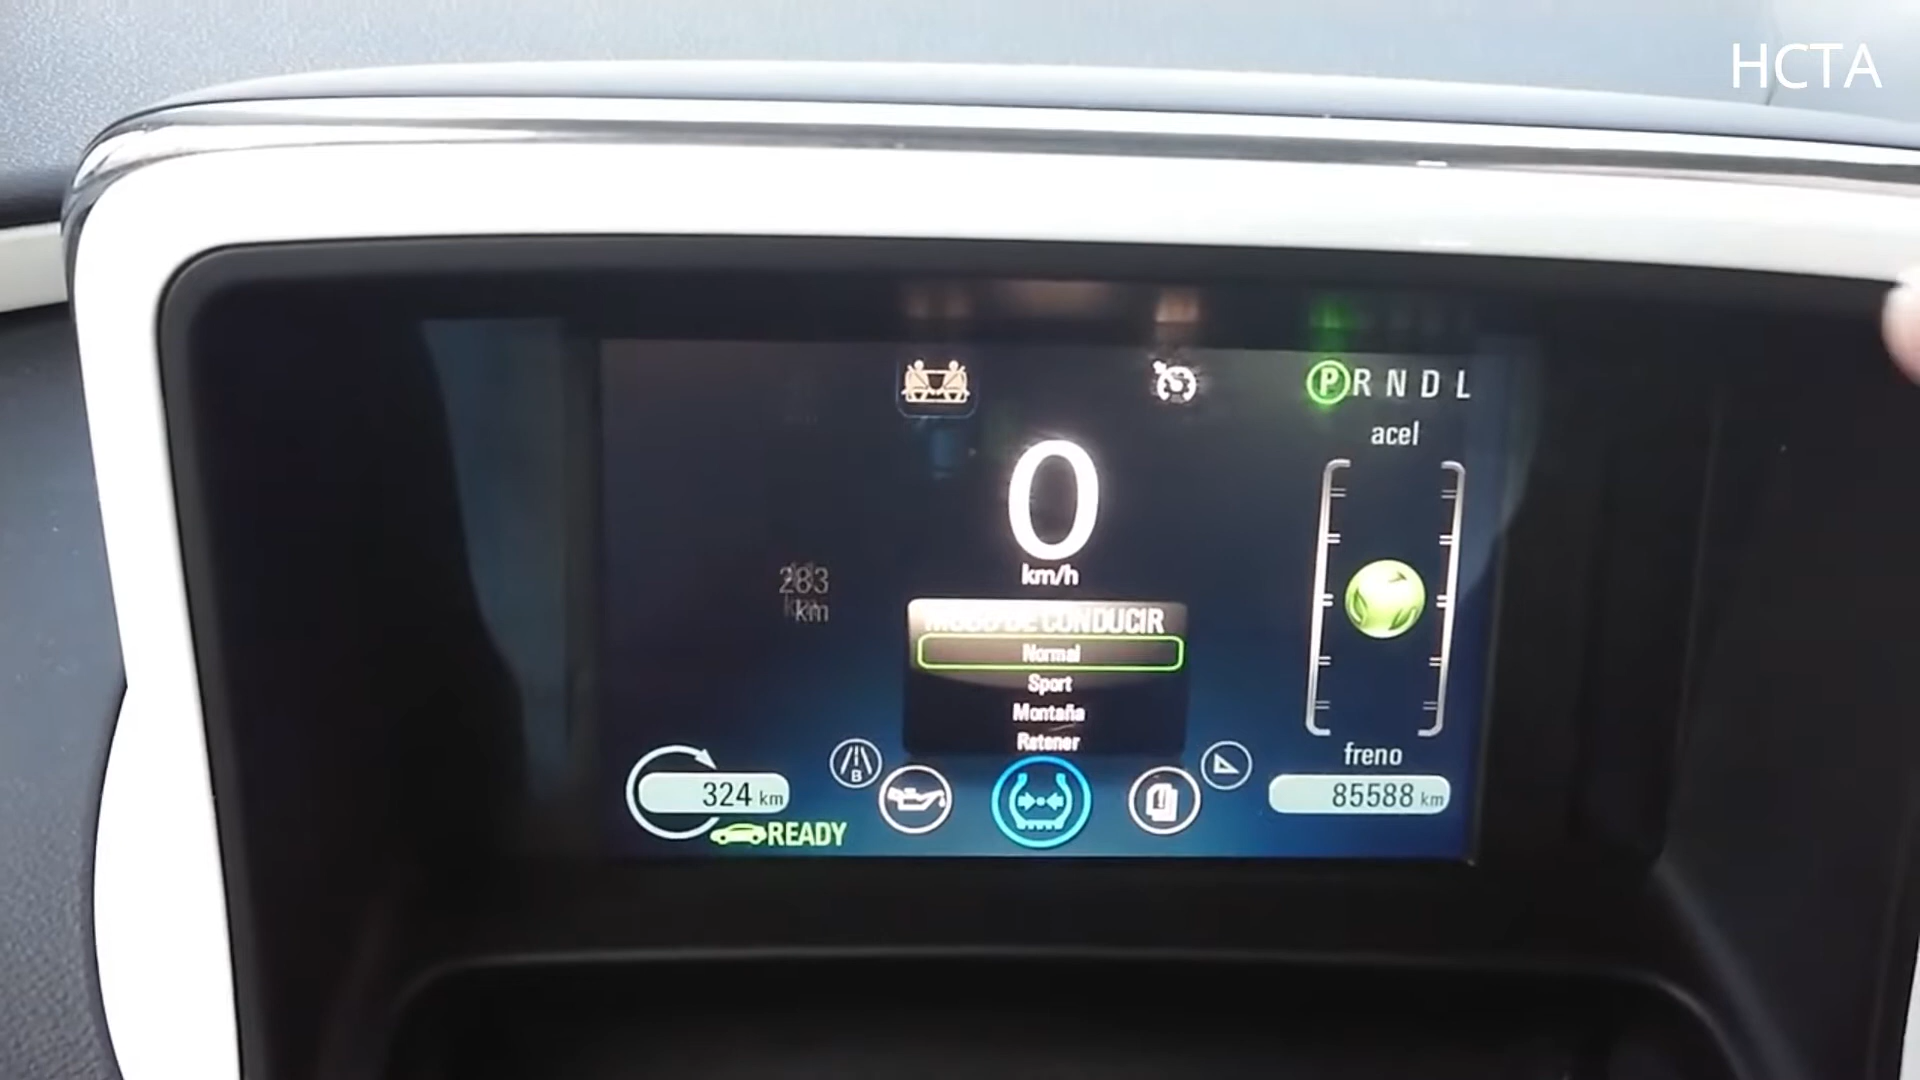 HCTA
P R N D L
acel
0
km/h
283
km
MODO DE CONDUCIR
Normal
Sport
Montaña
Retener
freno
B
324 km
85588 km
READY